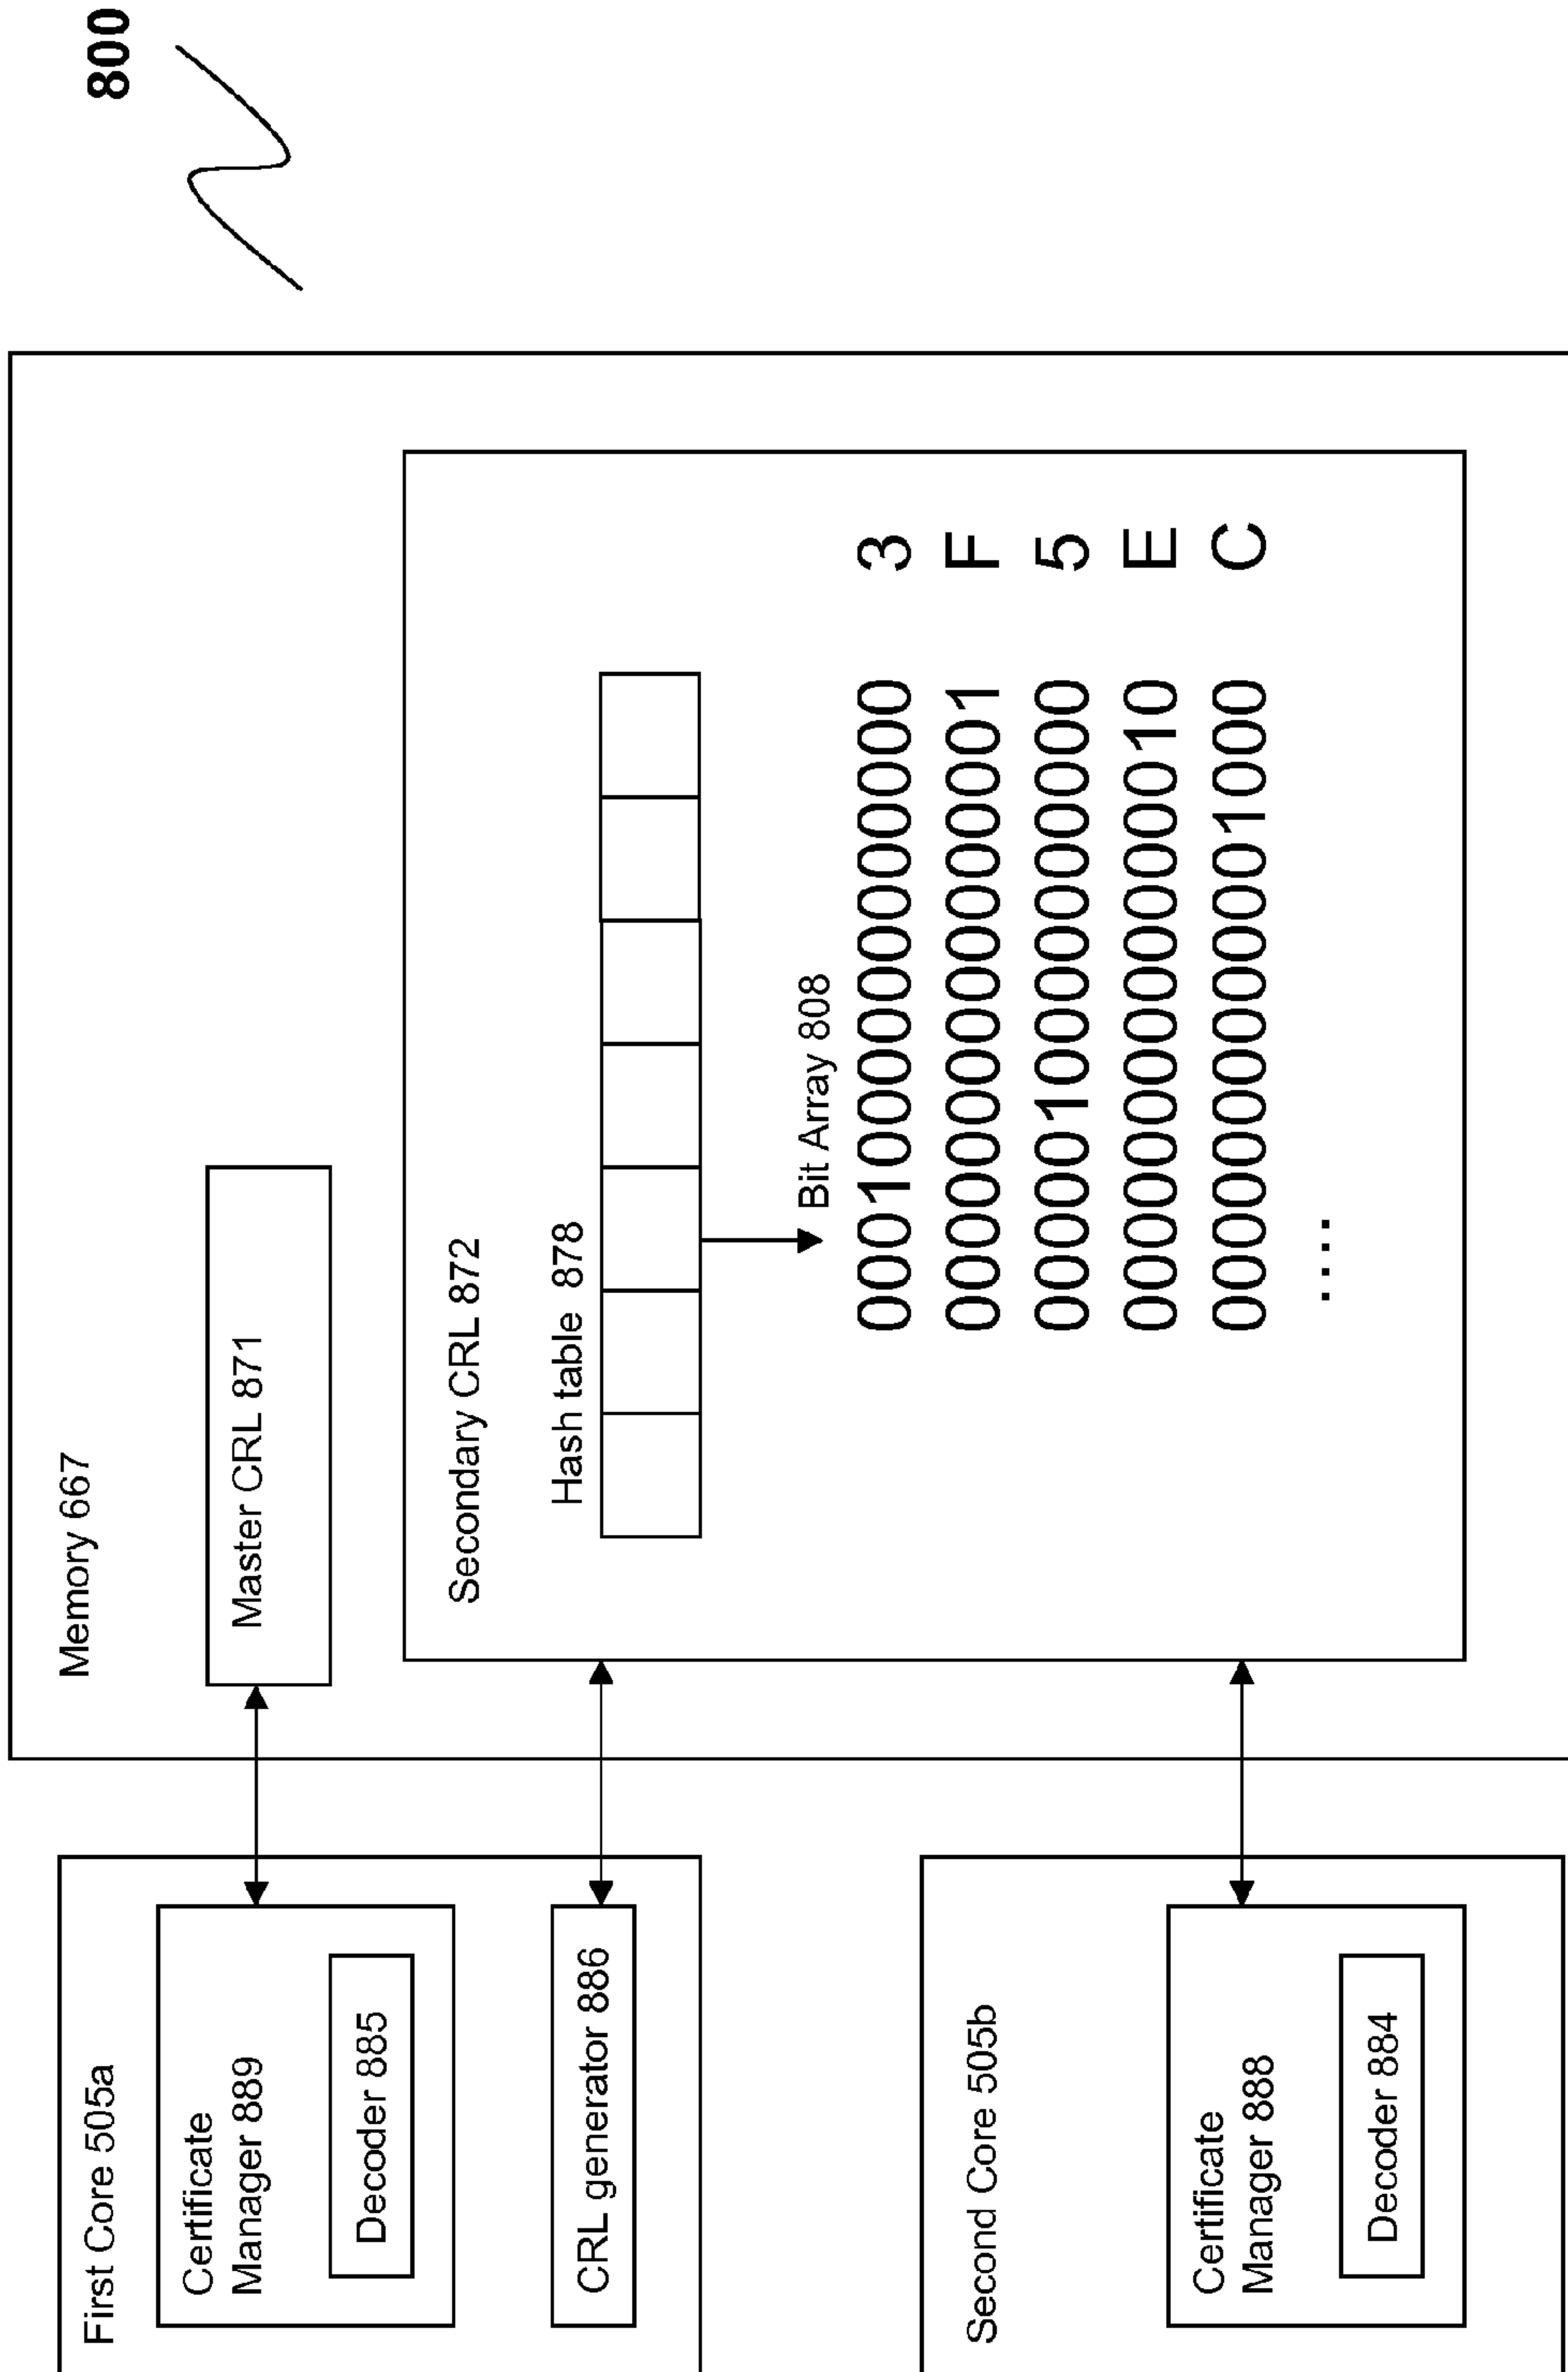 800
First Core 505a
Certificate
Manager 889
Decoder 885
CRL generator 886
Second Core 505b
Certificate
Manager 888
Decoder 884
Memory 667
Master CRL 871
Secondary CRL 872
Hash table 878
Bit Array 808
0001000000000000 3
0000000000000001 F
0000010000000000 5
0000000000000010 E
0000000000001000 C
....